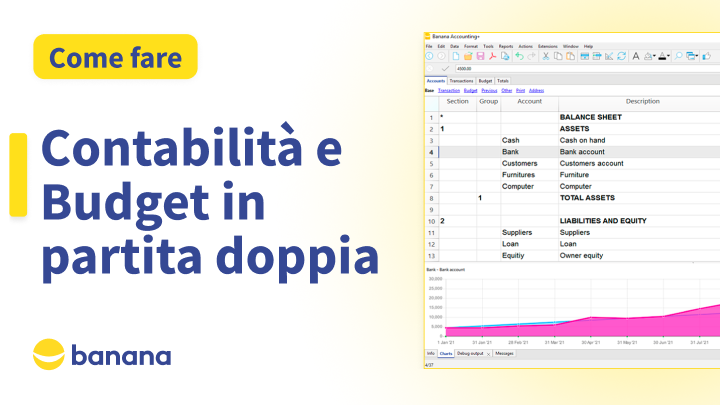 Come fare
Contabilità e
Budget in
partita doppia
banana
Banana Accounting+
File Edit Data Format Tools Reports Actions Extensions Window Help
4000.00
Accounts Transactions Budget Totals
Base Transaction Budget Previous Other Print Address
Section Group Account Description
1 * BALANCE SHEET
2 1 ASSETS
3 Cash Cash on hand
4 Bank Bank account
5 Customers Customers account
6 Furnitures Furniture
7 Computer Computer
8 1 TOTAL ASSETS
9
10 2 LIABILITIES AND EQUITY
11 Suppliers Suppliers
12 Loan Loan
13 Equitiy Owner equity
Bank - Bank account
30,000
25,000
20,000
15,000
10,000
5,000
0
1 Jan '21 31 Jan '21 28 Feb '21 31 Mar '21 30 Apr '21 31 May '21 30 Jun '21 31 Jul '21
Info Charts Debug output Messages
4/37